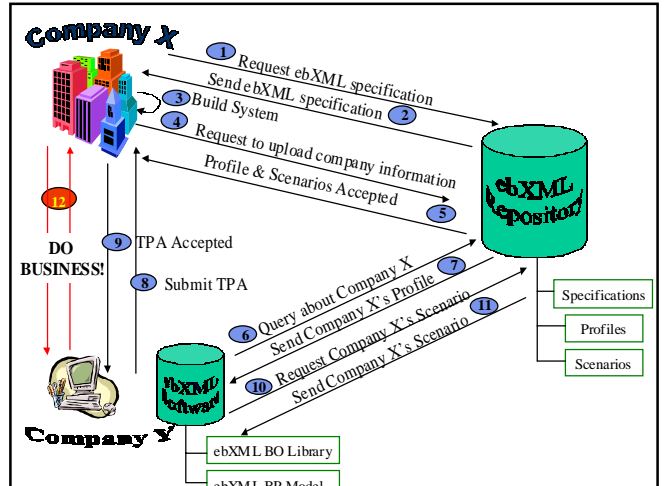 Company X
1 Request ebXML specification
Send ebXML specification 2
3 Build System
4 Request to upload company information
Profile & Scenarios Accepted 5
ebXML
Repository
12
DO
BUSINESS!
9 TPA Accepted
8 Submit TPA
6 Query about Company X
Send Company X's Profile 7
10 Request Company X's Scenario
Send Company X's Scenario 11
Specifications
Profiles
Scenarios
ebXML
Software
Company Y
ebXML BO Library
ebXML BP Model